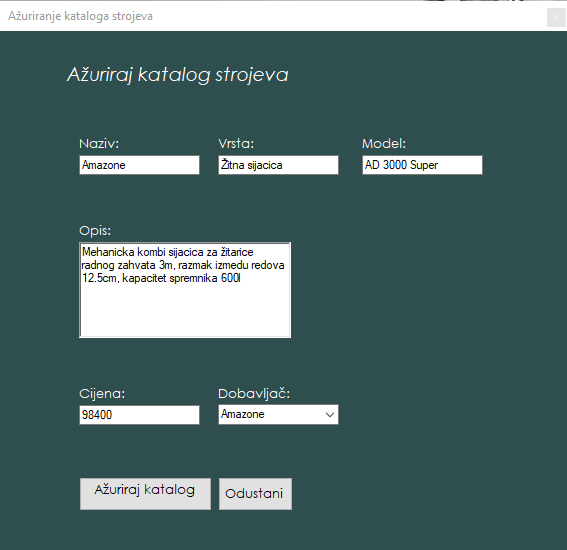 Ažuriranje kataloga strojeva
Ažuriraj katalog strojeva
Naziv: Vrsta: Model:
Amazone Žitna sijacica AD 3000 Super
Opis:
Mehanicka kombi sijacica za žitarice
radnog zahvata 3m, razmak izmedu redova
12.5cm, kapacitet spremnika 600l
Cijena: Dobavljač:
98400 Amazone
Ažuriraj katalog Odustani